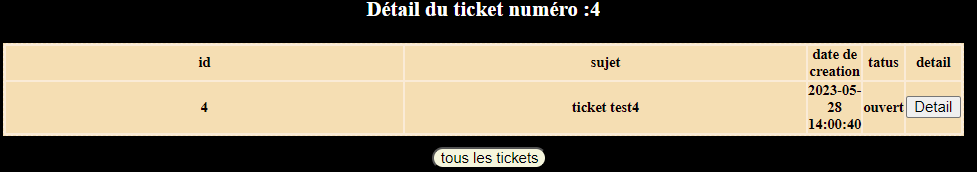 Détail du ticket numéro :4
id sujet date de creation tatus detail
4 ticket test4 2023-05-28 14:00:40 ouvert Detail
tous les tickets